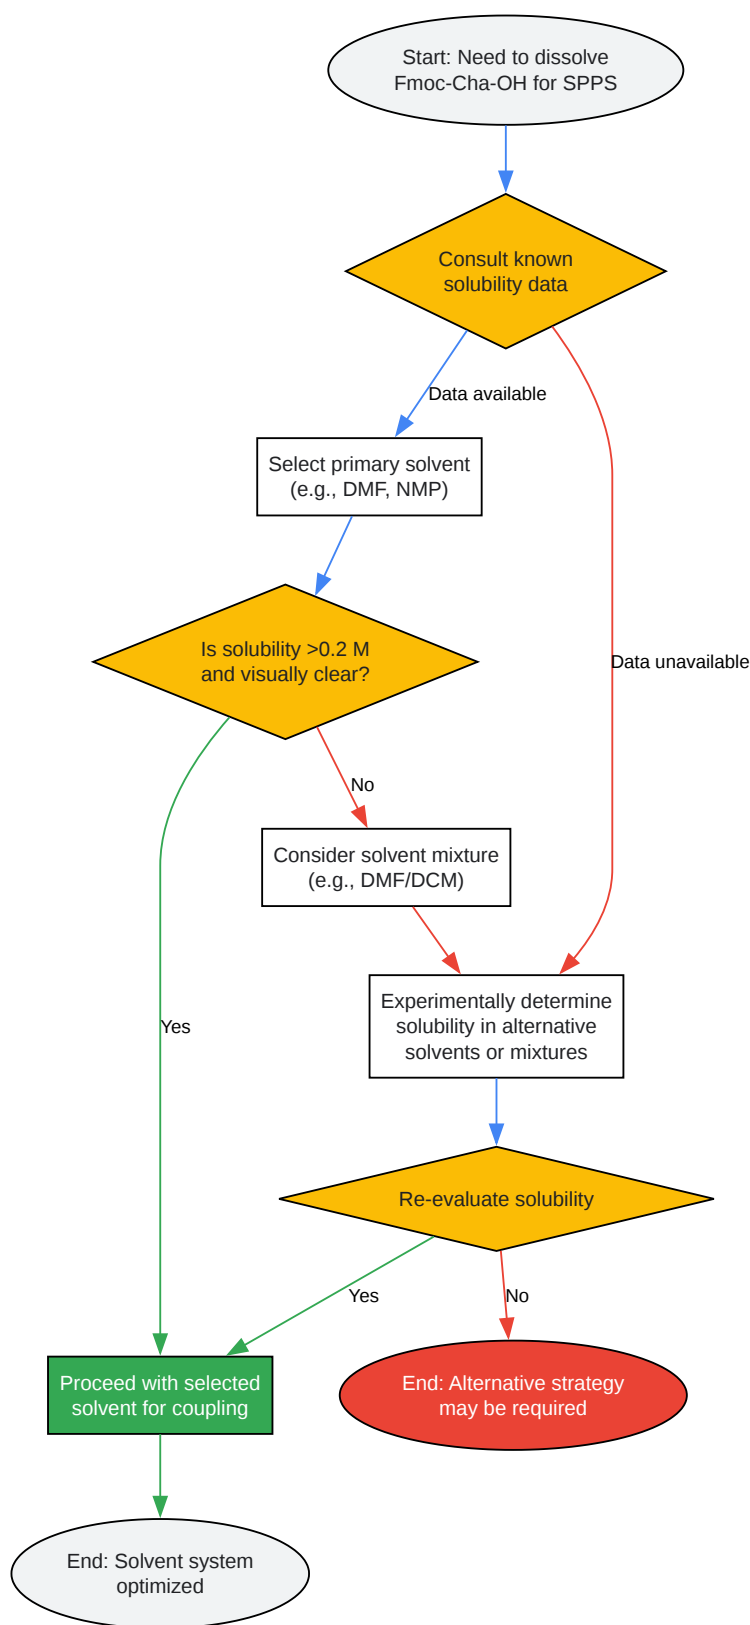 Start: Need to dissolve
Fmoc-Cha-OH for SPPS
Consult known
solubility data
Data available
Select primary solvent
(e.g., DMF, NMP)
Is solubility >0.2 M
and visually clear?
Data unavailable
No
Consider solvent mixture
(e.g., DMF/DCM)
Experimentally determine
solubility in alternative
solvents or mixtures
Yes
Re-evaluate solubility
Yes
No
Proceed with selected
solvent for coupling
End: Alternative strategy
may be required
End: Solvent system
optimized